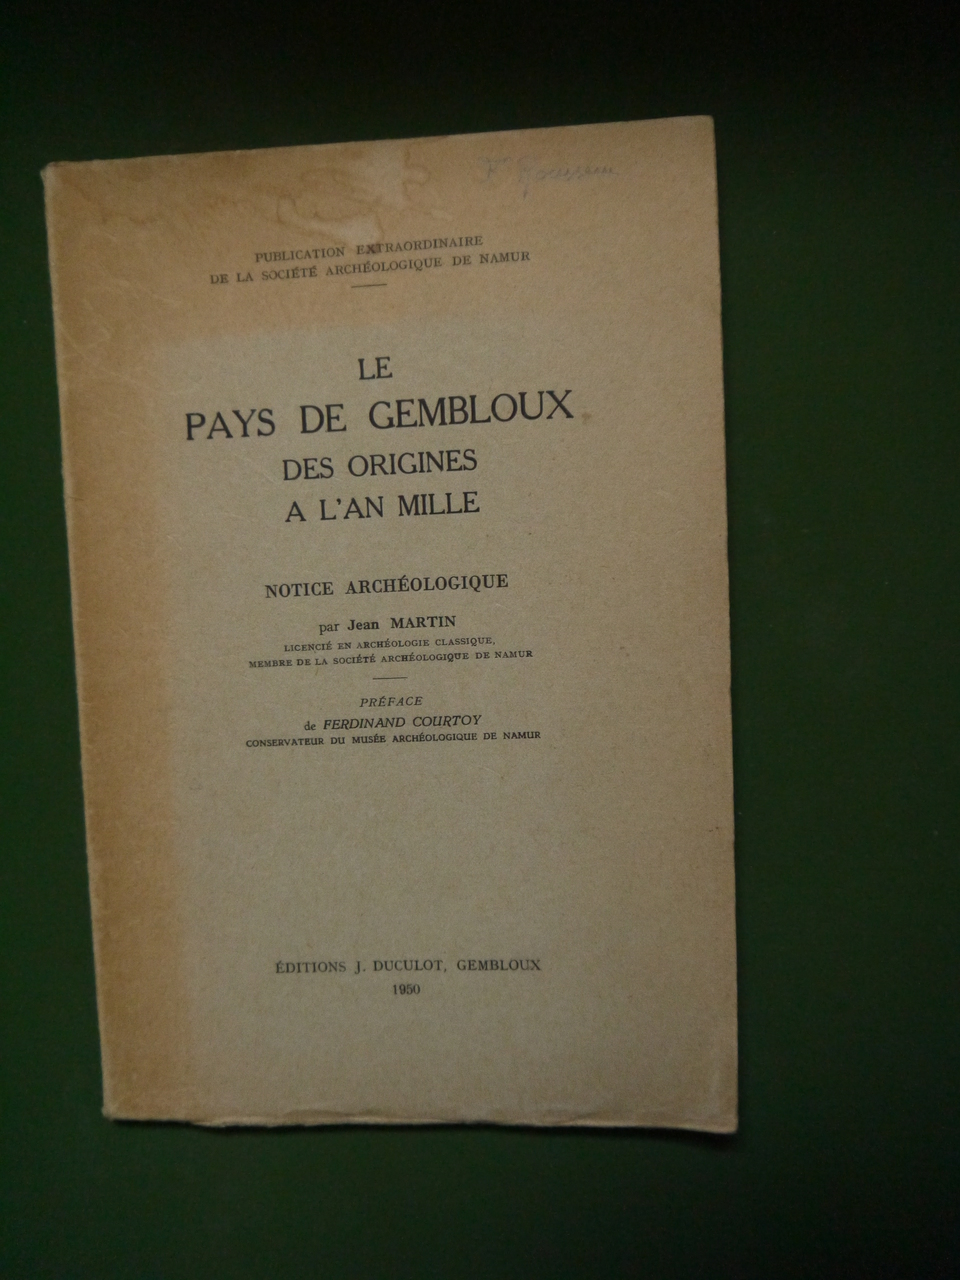 PUBLICATION EXTRAORDINAIRE
DE LA SOCIÉTÉ ARCHÉOLOGIQUE DE NAMUR
LE
PAYS DE GEMBLOUX
DES ORIGINES
A L'AN MILLE
NOTICE ARCHÉOLOGIQUE
par Jean MARTIN
LICENCIÉ EN ARCHÉOLOGIE CLASSIQUE,
MEMBRE DE LA SOCIÉTÉ ARCHÉOLOGIQUE DE NAMUR
PRÉFACE
de FERDINAND COURTOY
CONSERVATEUR DU MUSÉE ARCHÉOLOGIQUE DE NAMUR
ÉDITIONS J. DUCULOT, GEMBLOUX
1950